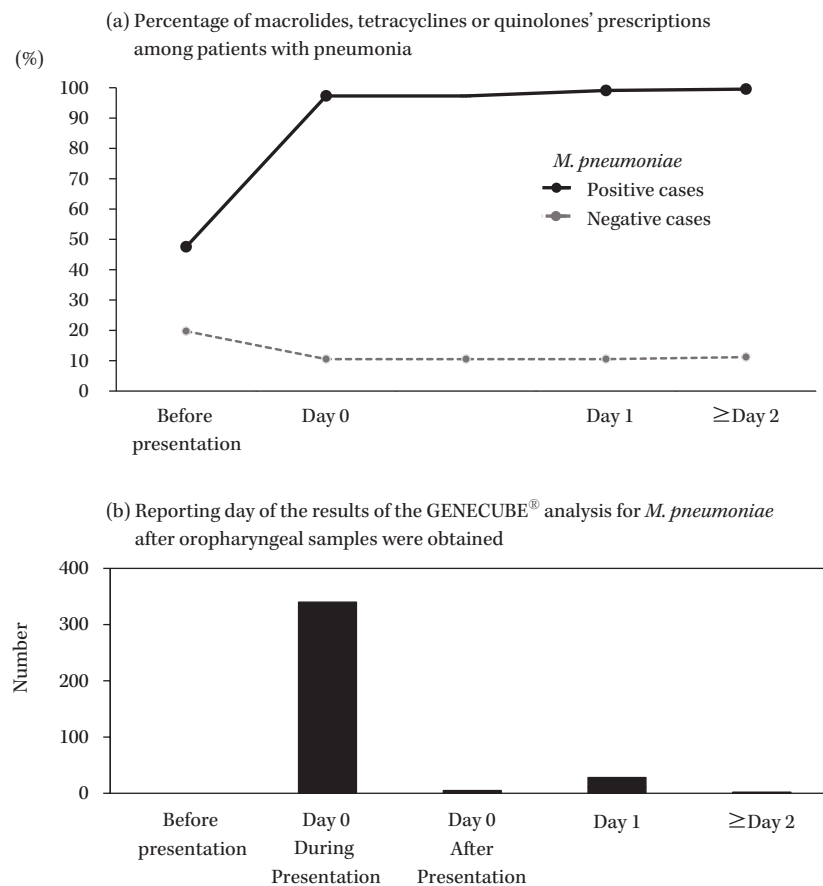 (a) Percentage of macrolides, tetracyclines or quinolones’ prescriptions
among patients with pneumonia
(%)
100
90
80
70
60
50
40
30
20
10
0
M. pneumoniae
Positive cases
Negative cases
Before
presentation
Day 0
Day 1
≥Day 2
(b) Reporting day of the results of the GENECUBE® analysis for M. pneumoniae
after oropharyngeal samples were obtained
Number
400
300
200
100
0
Before
presentation
Day 0
During
Presentation
Day 0
After
Presentation
Day 1
≥Day 2